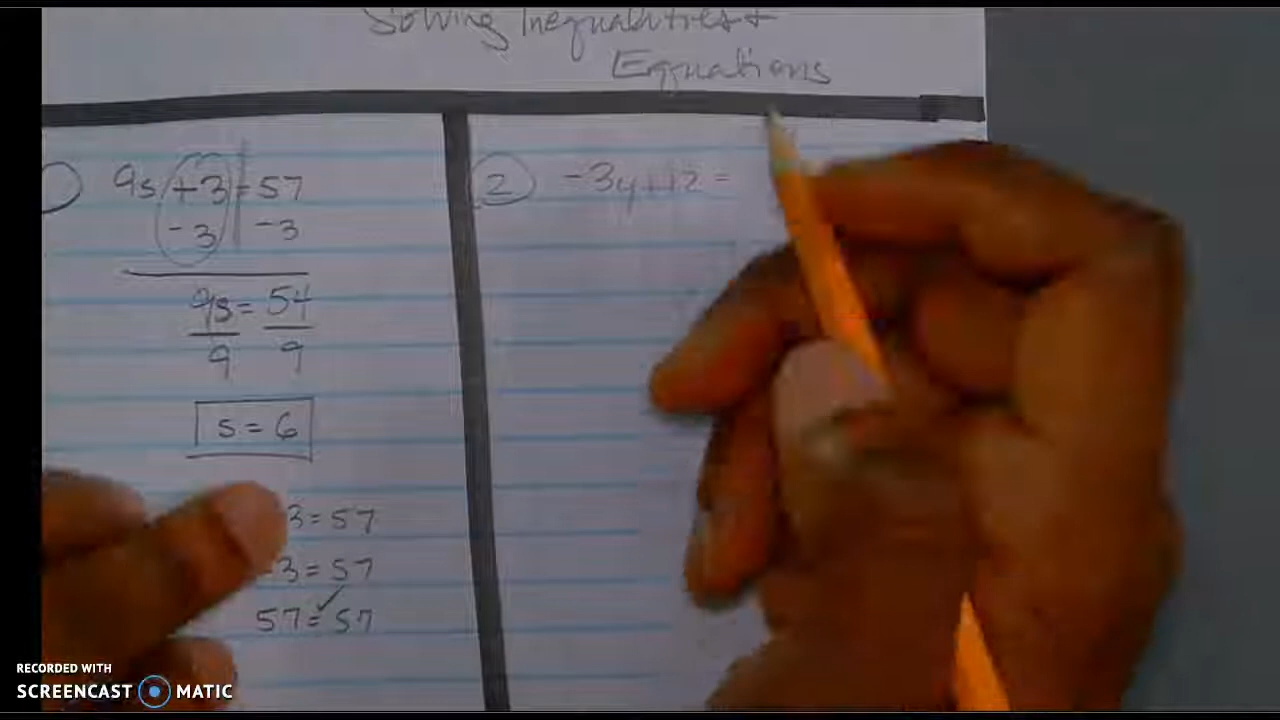 Solving Inequalities +
Equations
9s +3 = 57
-3 -3
9s = 54
9 9
s = 6
3 = 57
-3 = 57
57 = 57
2 -3y+12 =
RECORDED WITH
SCREENCAST MATIC